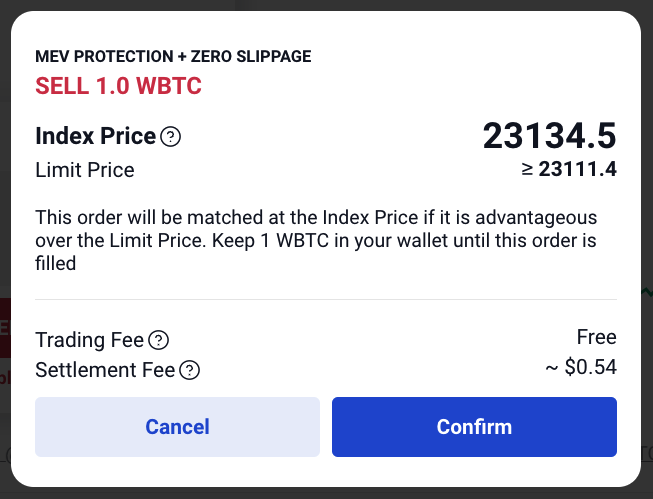 MEV PROTECTION + ZERO SLIPPAGE
SELL 1.0 WBTC
Index Price ? 23134.5
Limit Price ≥ 23111.4
This order will be matched at the Index Price if it is advantageous
over the Limit Price. Keep 1 WBTC in your wallet until this order is
filled
Trading Fee ? Free
Settlement Fee ? ~ $0.54
Cancel Confirm